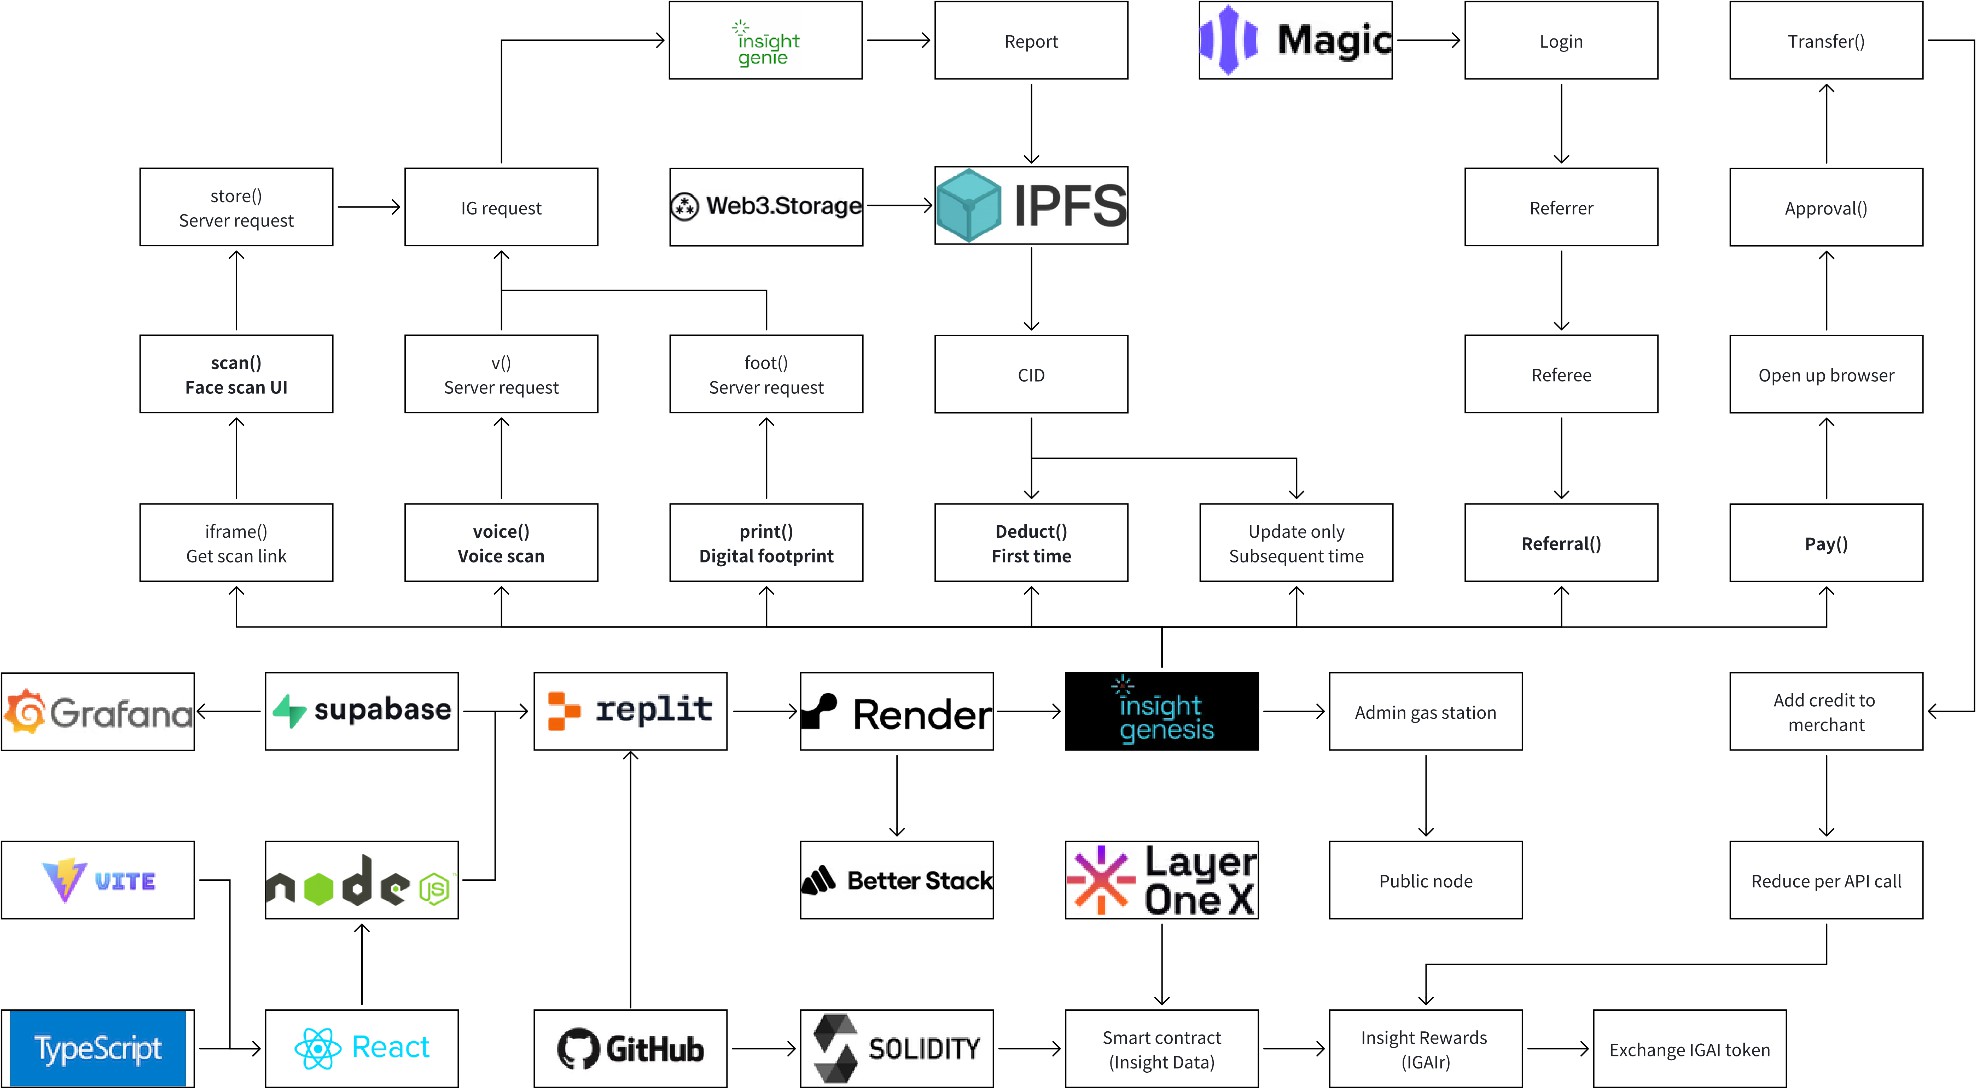 insight
genie
Report
Magic
Login
Transfer()
store()
Server request
IG request
Web3.Storage
IPFS
Referrer
Approval()
scan()
Face scan UI
v()
Server request
foot()
Server request
CID
Referee
Open up browser
iframe()
Get scan link
voice()
Voice scan
print()
Digital footprint
Deduct()
First time
Update only
Subsequent time
Referral()
Pay()
Grafana
supabase
replit
Render
insight
genesis
Admin gas station
Add credit to
merchant
VITE
node
JS
Better Stack
Layer
One X
Public node
Reduce per API call
TypeScript
React
GitHub
SOLIDITY
Smart contract
(Insight Data)
Insight Rewards
(IGAIr)
Exchange IGAI token